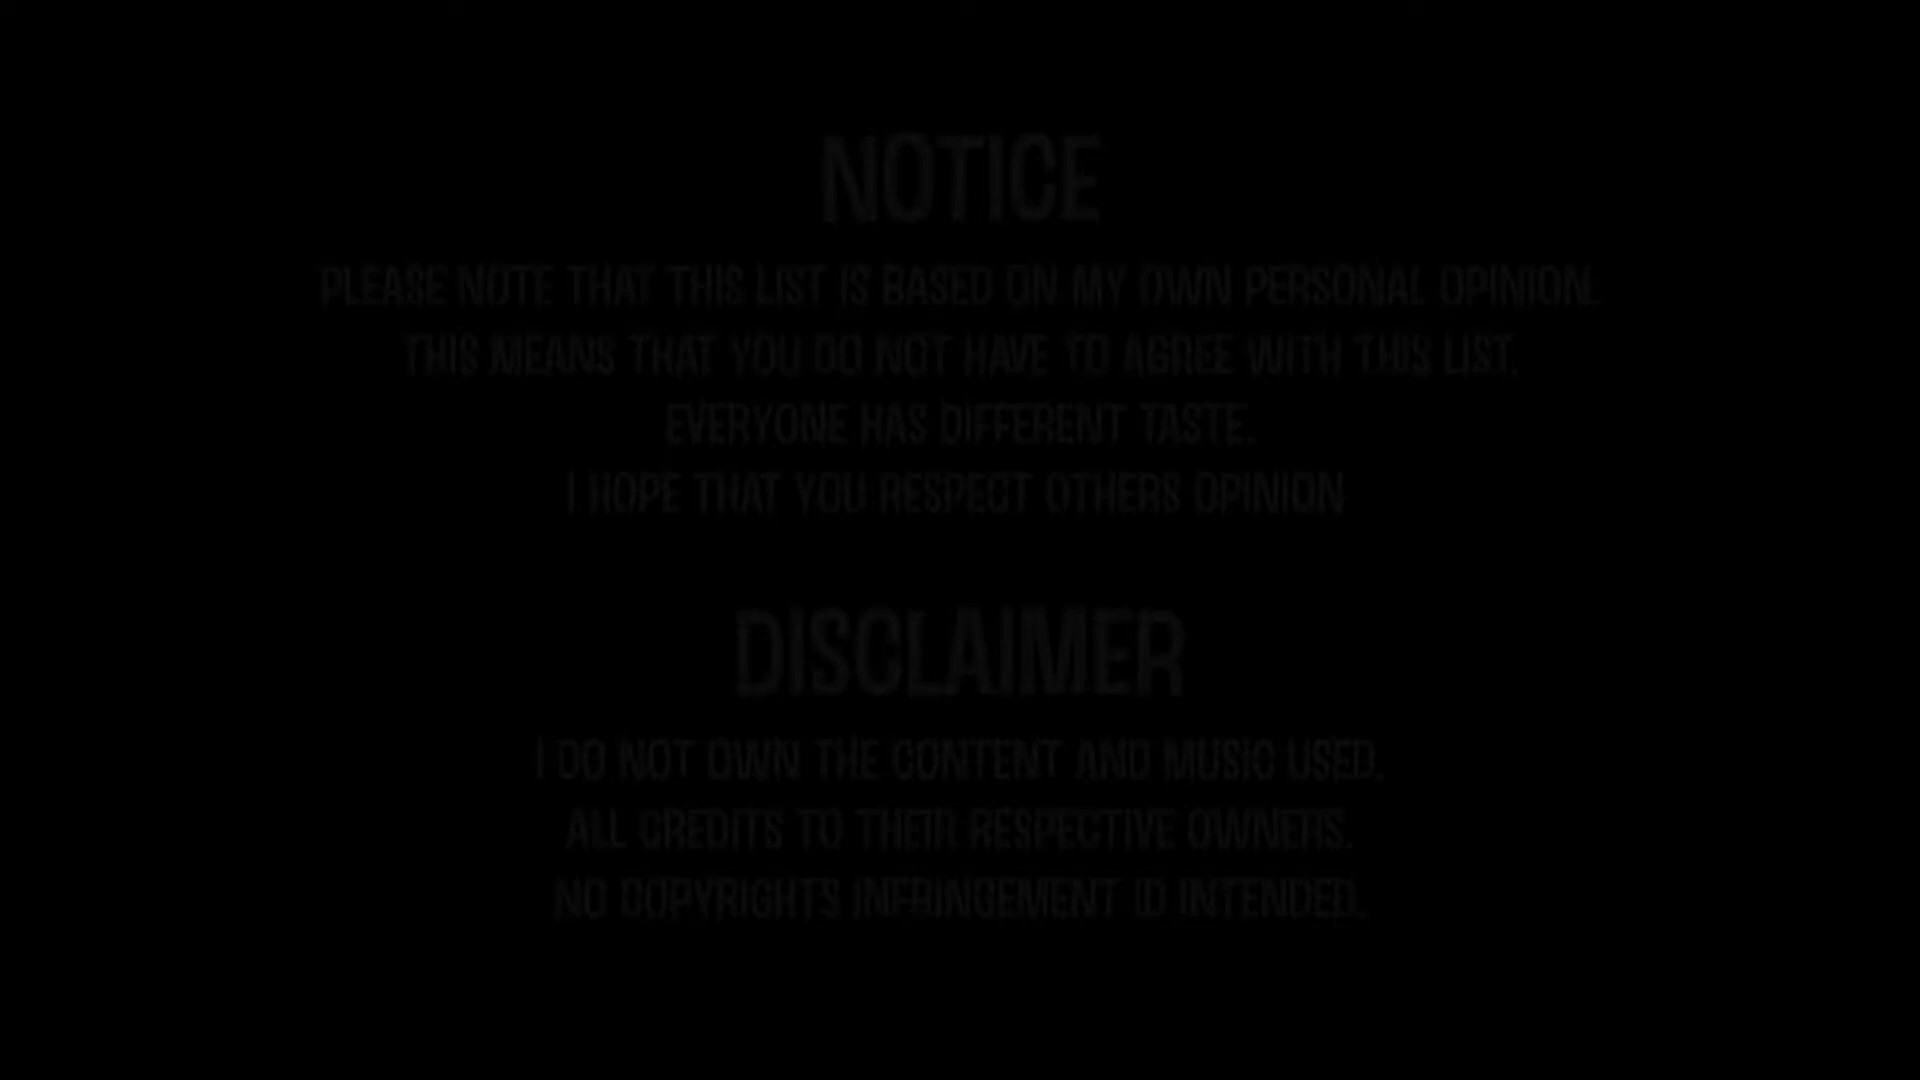 NOTICE
PLEASE NOTE THAT THIS LIST IS BASED ON MY OWN PERSONAL OPINION.
THIS MEANS THAT YOU DO NOT HAVE TO AGREE WITH THIS LIST.
EVERYONE HAS DIFFERENT TASTE.
I HOPE THAT YOU RESPECT OTHERS OPINION
DISCLAIMER
I DO NOT OWN THE CONTENT AND MUSIC USED.
ALL CREDITS TO THEIR RESPECTIVE OWNERS.
NO COPYRIGHTS INFRINGEMENT ID INTENDED.